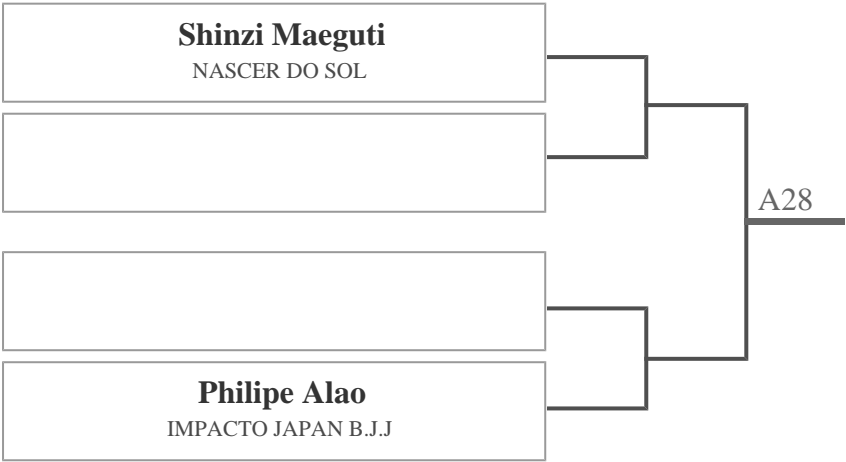 Shinzi Maeguti
NASCER DO SOL
A28
Philipe Alao
IMPACTO JAPAN B.J.J